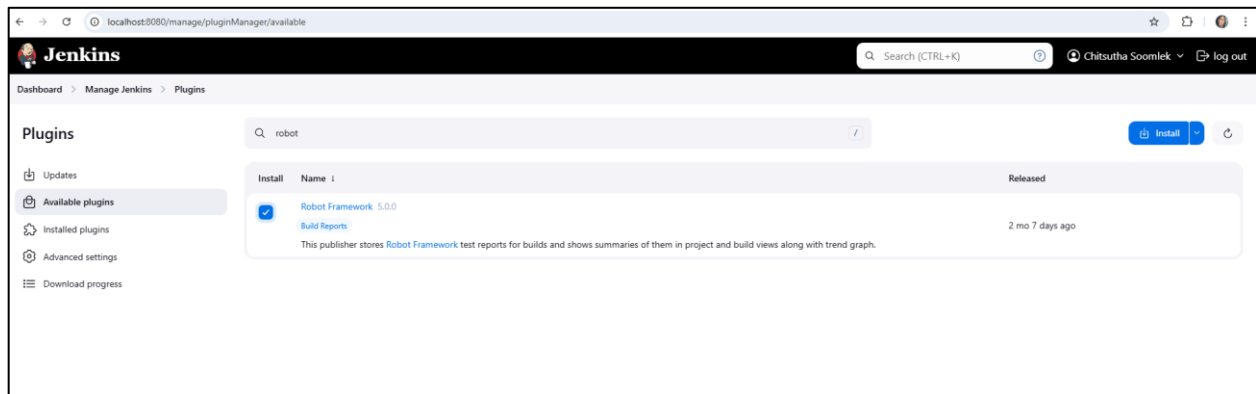 localhost:8080/manage/pluginManager/available
Jenkins
Search (CTRL+K)
?
Chitsutha Soomlek
log out
Dashboard > Manage Jenkins > Plugins
Plugins
robot
/
Install
Updates
Available plugins
Installed plugins
Advanced settings
Download progress
Install Name ↓ Released
Robot Framework 5.0.0
Build Reports
This publisher stores Robot Framework test reports for builds and shows summaries of them in project and build views along with trend graph.
2 mo 7 days ago